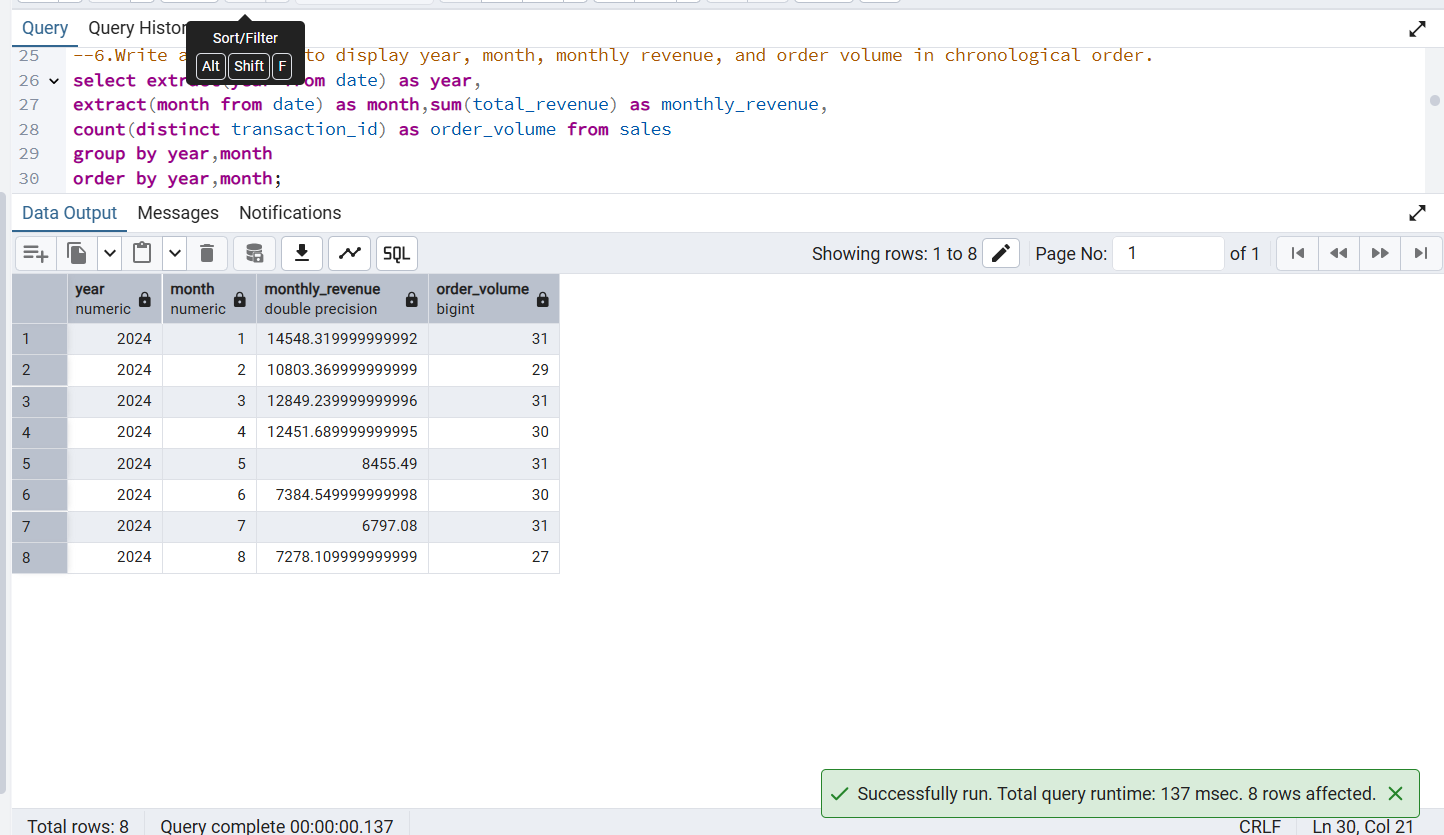 Query Query Histor
Sort/Filter
Alt Shift F
25 --6.Write a to display year, month, monthly revenue, and order volume in chronological order.
26 select extract(year from date) as year,
27 extract(month from date) as month,sum(total_revenue) as monthly_revenue,
28 count(distinct transaction_id) as order_volume from sales
29 group by year,month
30 order by year,month;
Data Output Messages Notifications
SQL Showing rows: 1 to 8 Page No: 1 of 1
year month monthly_revenue order_volume
numeric numeric double precision bigint
1 2024 1 14548.319999999992 31
2 2024 2 10803.369999999999 29
3 2024 3 12849.239999999996 31
4 2024 4 12451.689999999995 30
5 2024 5 8455.49 31
6 2024 6 7384.549999999998 30
7 2024 7 6797.08 31
8 2024 8 7278.109999999999 27
Successfully run. Total query runtime: 137 msec. 8 rows affected.
Total rows: 8 Query complete 00:00:00.137 CRLF Ln 30, Col 21